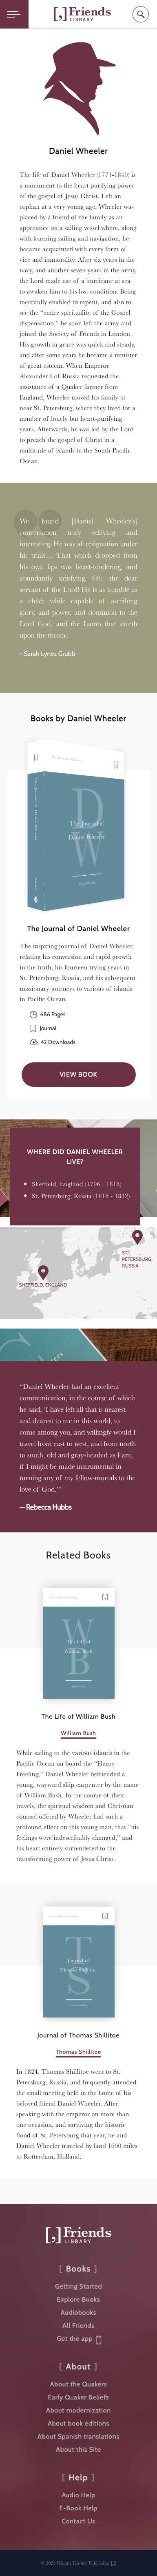 Friends
LIBRARY
Daniel Wheeler
The life of Daniel Wheeler (1771-1840) is
a monument to the heart purifying power
of the gospel of Jesus Christ. Left an
orphan at a very young age, Wheeler was
placed by a friend of the family as an
apprentice on a sailing vessel where, along
with learning sailing and navigation, he
became acquainted with every form of
vice and immorality. After six years in the
navy, and another seven years in the army,
the Lord made use of a hurricane at sea
to awaken him to his lost condition. Being
mercifully enabled to repent, and also to
see the “entire spirituality of the Gospel
dispensation,” he soon left the army and
joined the Society of Friends in London.
His growth in grace was quick and steady,
and after some years he became a minister
of great esteem. When Emperor
Alexander I of Russia requested the
assistance of a Quaker farmer from
England, Wheeler moved his family to
near St. Petersburg, where they lived for a
number of lonely but heart-purifying
years. Afterwards, he was led by the Lord
to preach the gospel of Christ in a
multitude of islands in the South Pacific
Ocean.
We found [Daniel Wheeler's]
conversation truly edifying and
interesting. He was all resignation under
his trials.... That which dropped from
his own lips was heart-tendering, and
abundantly satisfying. Oh! the dear
servant of the Lord! He is as humble as
a child; while capable of ascribing
glory, and power, and dominion to the
Lord God, and the Lamb that sitteth
upon the throne.
- Sarah Lynes Grubb
Books by Daniel Wheeler
The Journal of
Daniel Wheeler
The Journal of Daniel Wheeler
The inspiring journal of Daniel Wheeler,
relating his conversion and rapid growth
in the truth, his fourteen trying years in
St. Petersburg, Russia, and his subsequent
missionary journeys to various of islands
in Pacific Ocean.
686 Pages
Journal
42 Downloads
VIEW BOOK
WHERE DID DANIEL WHEELER
LIVE?
Sheffield, England (1796 - 1818)
St. Petersburg, Russia (1818 - 1832)
ST.
PETERSBURG,
RUSSIA
SHEFFIELD, ENGLAND
“Daniel Wheeler had an excellent
communication, in the course of which
he said, ‘I have felt all that is nearest
and dearest to me in this world, to
come among you, and willingly would I
travel from east to west, and from north
to south, old and gray-headed as I am,
if I might be made instrumental in
turning any of my fellow-mortals to the
love of God.’”
— Rebecca Hubbs
Related Books
WB
The Life of
William Bush
The Life of William Bush
William Bush
While sailing to the various islands in the
Pacific Ocean on board the “Henry
Freeling,” Daniel Wheeler befriended a
young, wayward ship carpenter by the name
of William Bush. In the course of their
travels, the spiritual wisdom and Christian
counsel offered by Wheeler had such a
profound effect on this young man, that “his
feelings were indescribably changed,” and
his heart entirely surrendered to the
transforming power of Jesus Christ.
TS
Journal of
Thomas Shillitoe
Journal of Thomas Shillitoe
Thomas Shillitoe
In 1824, Thomas Shillitoe went to St.
Petersburg, Russia, and frequently attended
the small meeting held in the home of his
beloved friend Daniel Wheeler. After
speaking with the emperor on more than
one occasion, and surviving the historic
flood of St. Petersburg that year, he and
Daniel Wheeler traveled by land 1600 miles
to Rotterdam, Holland.
Friends
LIBRARY
[ Books ]
Getting Started
Explore Books
Audiobooks
All Friends
Get the app
[ About ]
About the Quakers
Early Quaker Beliefs
About modernization
About book editions
About Spanish translations
About this Site
[ Help ]
Audio Help
E-Book Help
Contact Us
© 2023 Friends Library Publishing